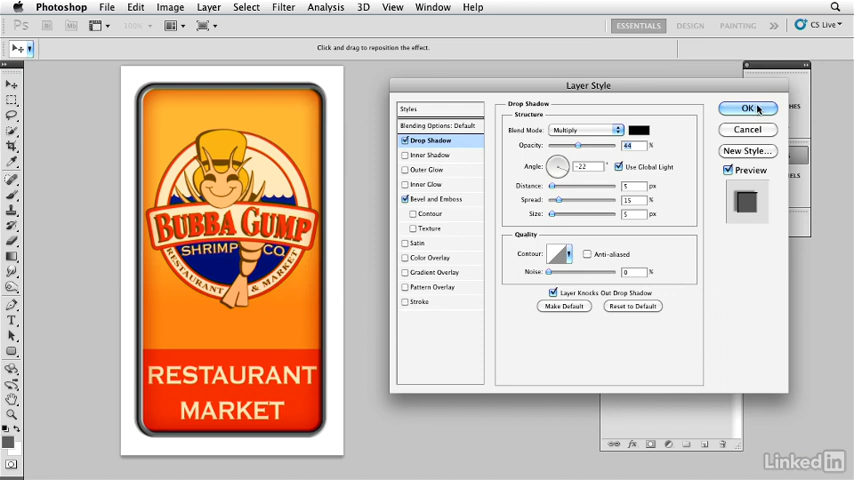 Photoshop File Edit Image Layer Select Filter Analysis 3D View Window Help
Ps Mb 100% ESSENTIALS DESIGN PAINTING >> CS Live
Click and drag to reposition the effect.
Layer Style
Styles
Blending Options: Default
Drop Shadow
Inner Shadow
Outer Glow
Inner Glow
Bevel and Emboss
Contour
Texture
Satin
Color Overlay
Gradient Overlay
Pattern Overlay
Stroke
Drop Shadow
Structure
Blend Mode: Multiply
Opacity: 44 %
Angle: -22 ° Use Global Light
Distance: 5 px
Spread: 15 %
Size: 5 px
Quality
Contour: Anti-aliased
Noise: 0 %
Layer Knocks Out Drop Shadow
Make Default Reset to Default
OK
Cancel
New Style...
Preview
BUBBA GUMP
SHRIMP CO
RESTAURANT & MARKET
RESTAURANT
MARKET
fx
LinkedIn